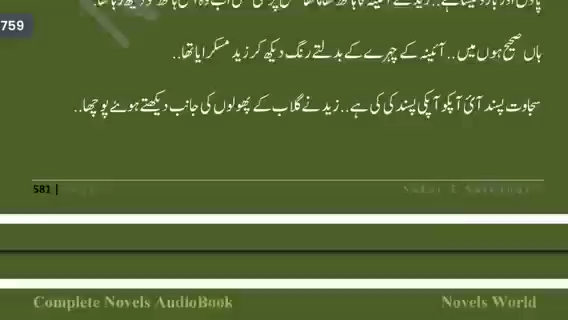 ہاں صحیح ہوں میں.. آئینہ کے چہرے کے بدلتے رنگ دیکھ کر زید مسکرایا تھا..
سجاوت پسند آئ آپکو آپکی پسند کی کی ہے.. زید نے گلاب کے پھولوں کی جانب دیکھتے ہوئے پوچھا..
759
581 |
Complete Novels AudioBook
Novels World